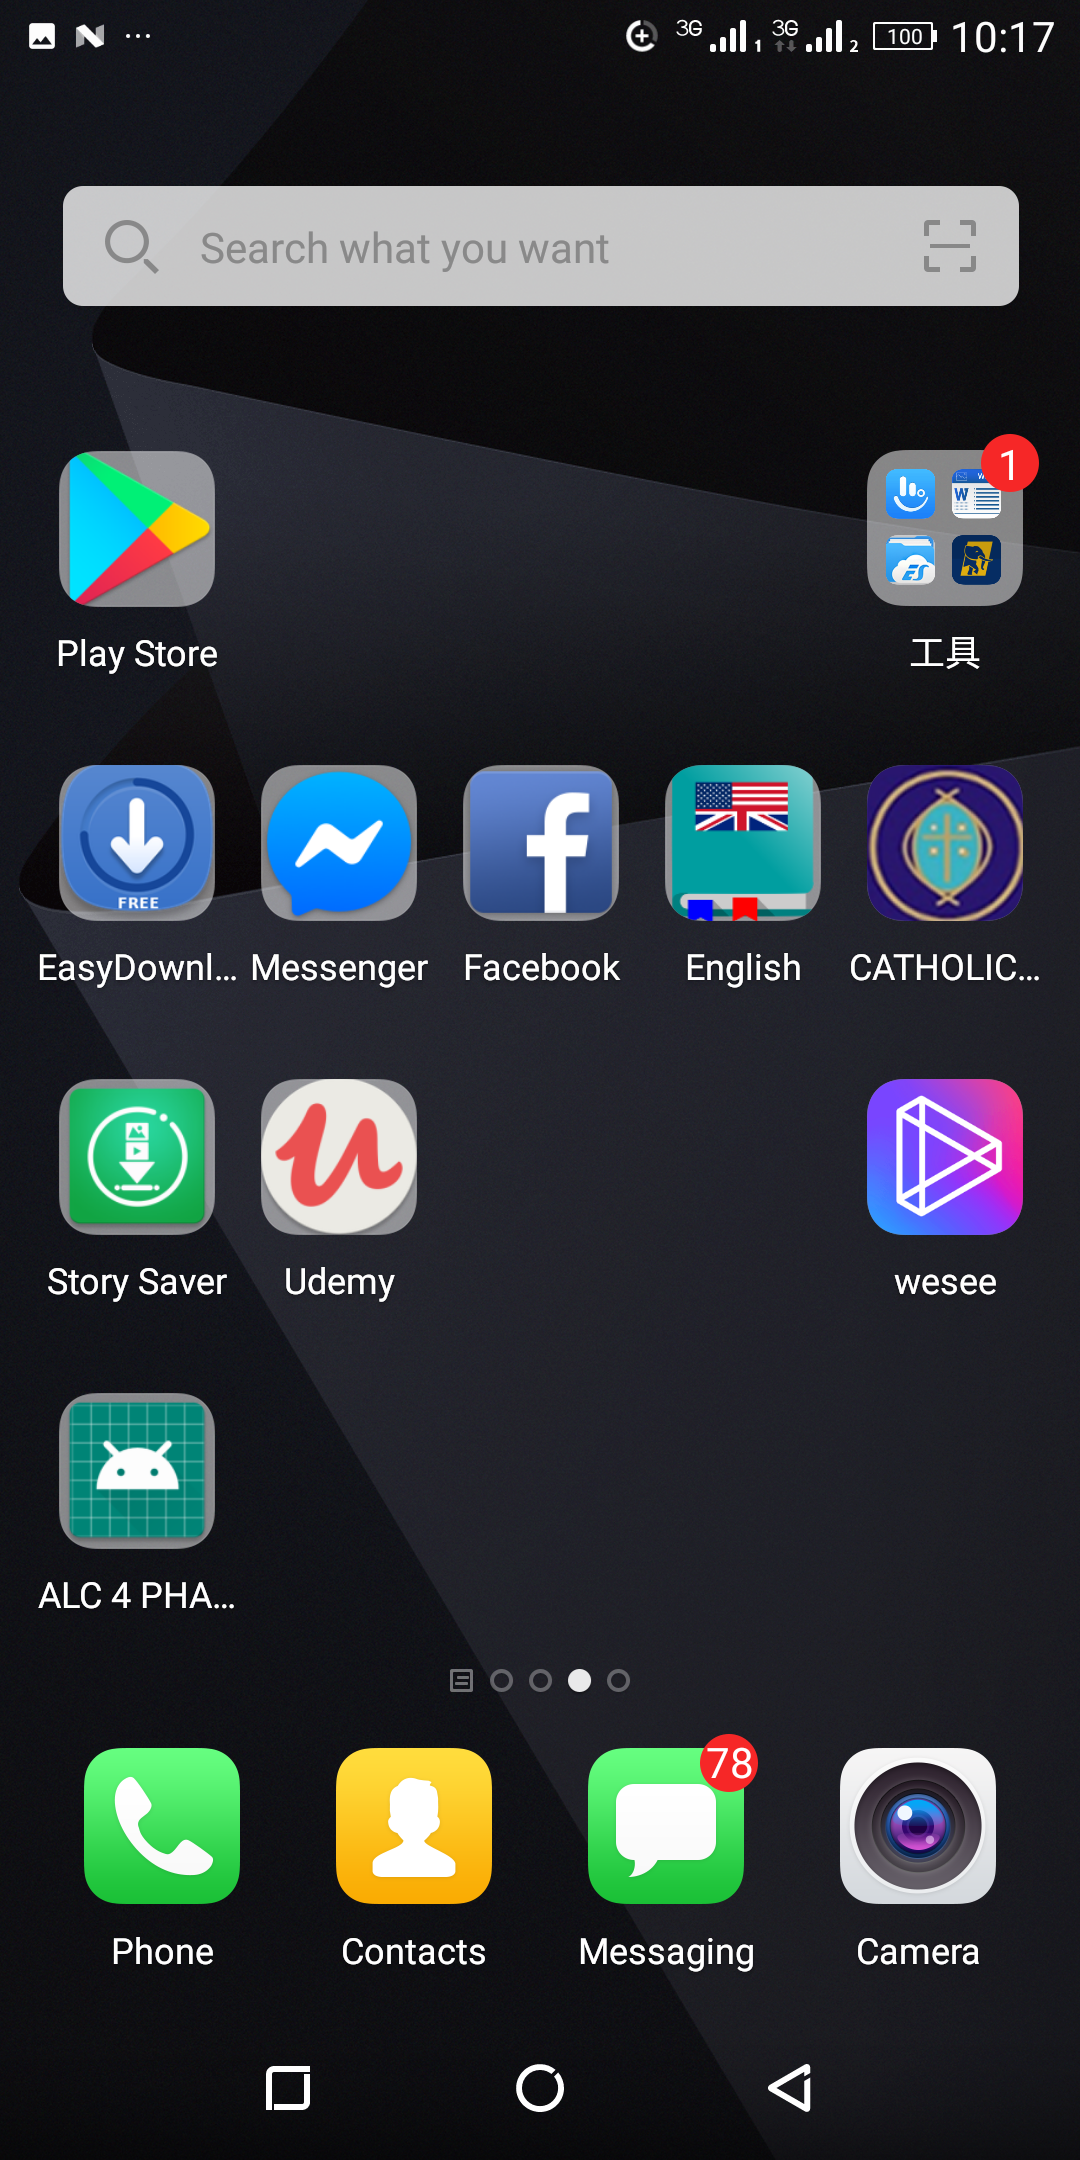 3G 1 3G 2 100 10:17
Search what you want
1
W
ES
Play Store
工具
FREE
EasyDownl...
Messenger
Facebook
English
CATHOLIC...
Story Saver
Udemy
wesee
ALC 4 PHA...
78
Phone
Contacts
Messaging
Camera